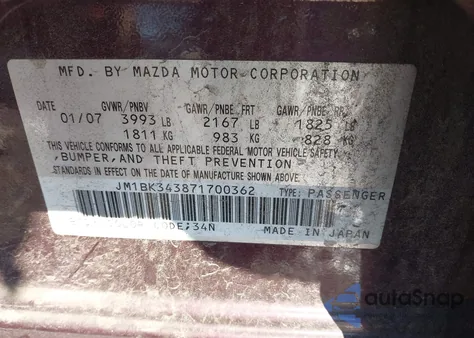 MFD. BY MAZDA MOTOR CORPORATION
DATE GVWR/PNBV GAWR/PNBE FRT GAWR/PNBE RR
01/07 3993 LB 2167 LB 1825 LB
1811 KG 983 KG 828 KG
THIS VEHICLE CONFORMS TO ALL APPLICABLE FEDERAL MOTOR VEHICLE SAFETY,
BUMPER, AND THEFT PREVENTION
STANDARDS IN EFFECT ON THE DATE OF MANUFACTURE SHOWN ABOVE.
JM1BK343871700362 TYPE: PASSENGER
CODE;34N MADE IN JAPAN
autoSnap